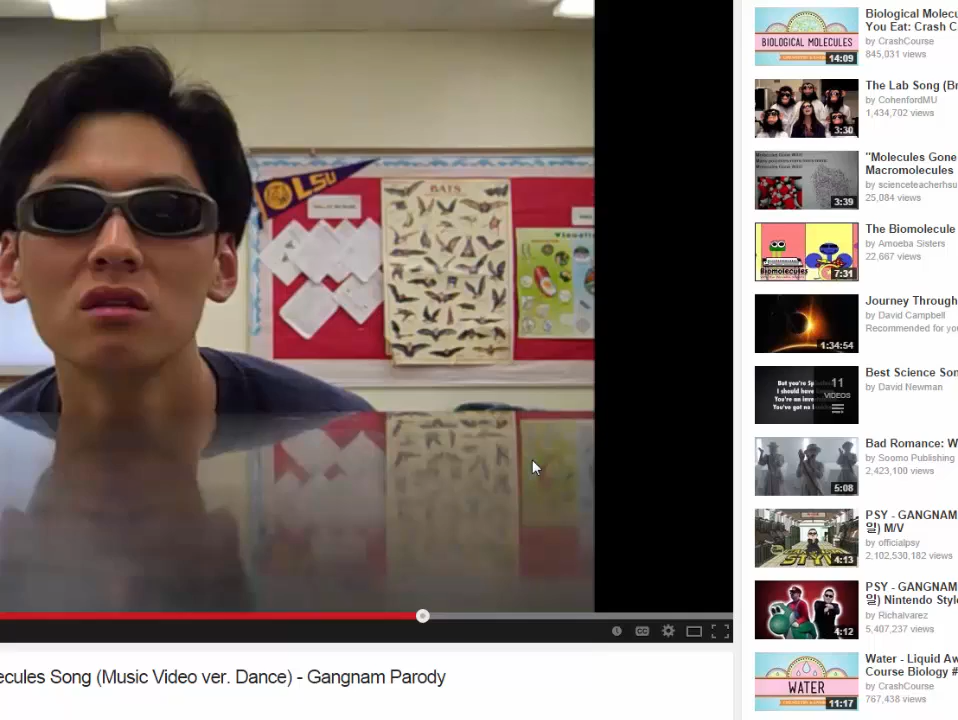 LSU
BATS
ecules Song (Music Video ver. Dance) - Gangnam Parody
BIOLOGICAL MOLECULES
14:09
Biological Molecu
You Eat: Crash C
by CrashCourse
845,031 views
3:30
The Lab Song (Br
by CohenfordMU
1,434,702 views
3:39
"Molecules Gone
Macromolecules
by scienceteacherhsu
25,084 views
Biomolecules
7:31
The Biomolecule
by Amoeba Sisters
22,667 views
1:34:54
Journey Through
by David Campbell
Recommended for you
11
VIDEOS
Best Science Son
by David Newman
5:08
Bad Romance: W
by Soomo Publishing
2,423,100 views
4:13
PSY - GANGNAM
일) M/V
by officialpsy
2,102,530,182 views
4:12
PSY - GANGNAM
일) Nintendo Style
by RichAlvarez
5,407,237 views
WATER
11:17
Water - Liquid Aw
Course Biology #
by CrashCourse
767,438 views